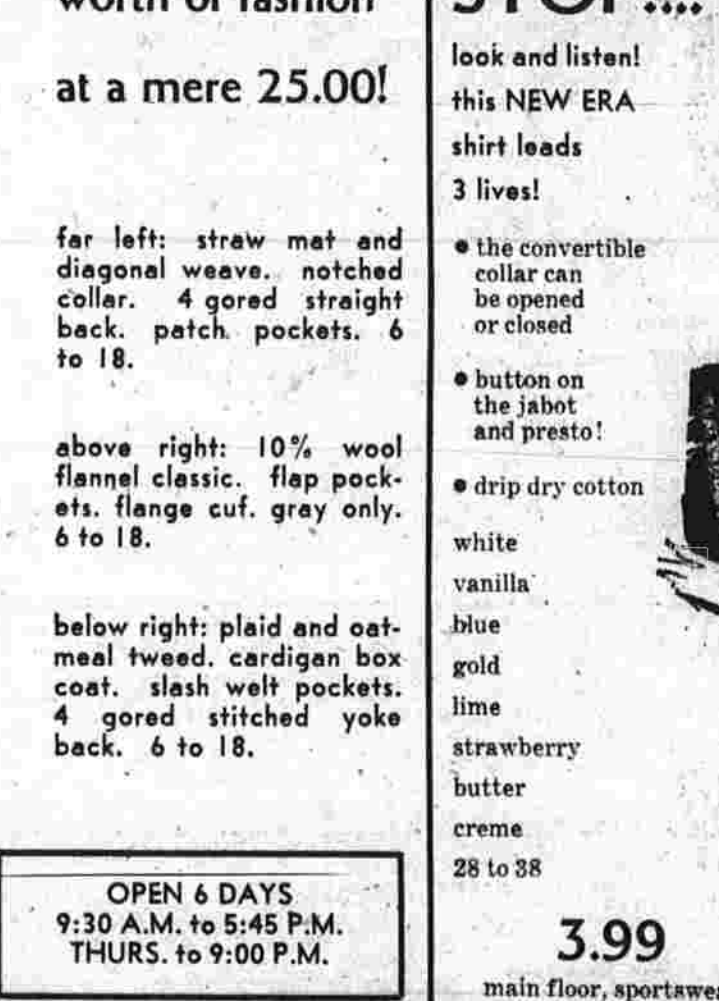 worth of fashion
at a mere 25.00!
far left: straw mat and
diagonal weave. notched
collar. 4 gored straight
back. patch pockets. 6
to 18.
above right: 10% wool
flannel classic. flap pock-
ets. flange cuf. gray only.
6 to 18.
below right: plaid and oat-
meal tweed. cardigan box
coat. slash welt pockets.
4 gored stitched yoke
back. 6 to 18.
OPEN 6 DAYS
9:30 A.M. to 5:45 P.M.
THURS. to 9:00 P.M.
STOP....
look and listen!
this NEW ERA
shirt leads
3 lives!
• the convertible
collar can
be opened
or closed
• button on
the jabot
and presto!
• drip dry cotton
white
vanilla
blue
gold
lime
strawberry
butter
creme
28 to 38
3.99
main floor,